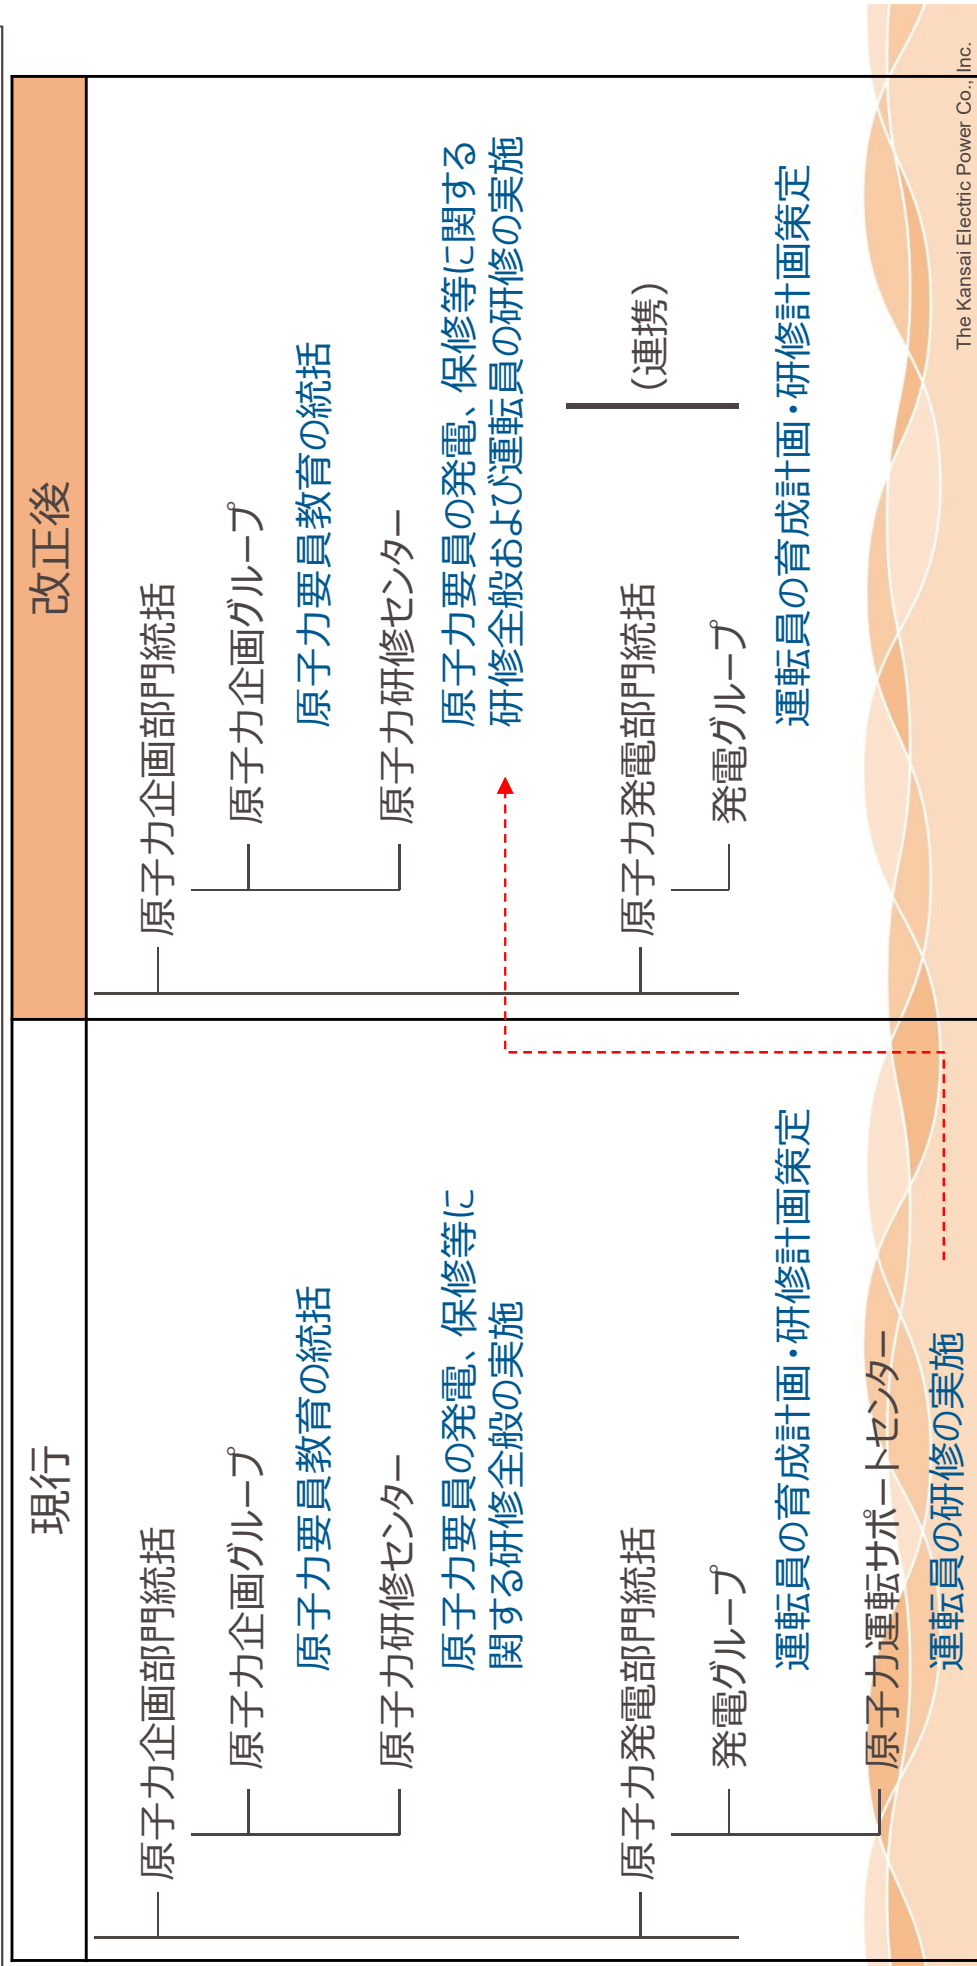 現行
原子力企画部門統括
原子力企画グループ
原子力要員教育の統括
原子力研修センター
原子力要員の発電、保修等に
関する研修全般の実施
原子力発電部門統括
発電グループ
運転員の育成計画・研修計画策定
原子力運転サポートセンター
運転員の研修の実施
改正後
原子力企画部門統括
原子力企画グループ
原子力要員教育の統括
原子力研修センター
原子力要員の発電、保修等に関する
研修全般および運転員の研修の実施
原子力発電部門統括
(連携)
発電グループ
運転員の育成計画・研修計画策定
The Kansai Electric Power Co., Inc.